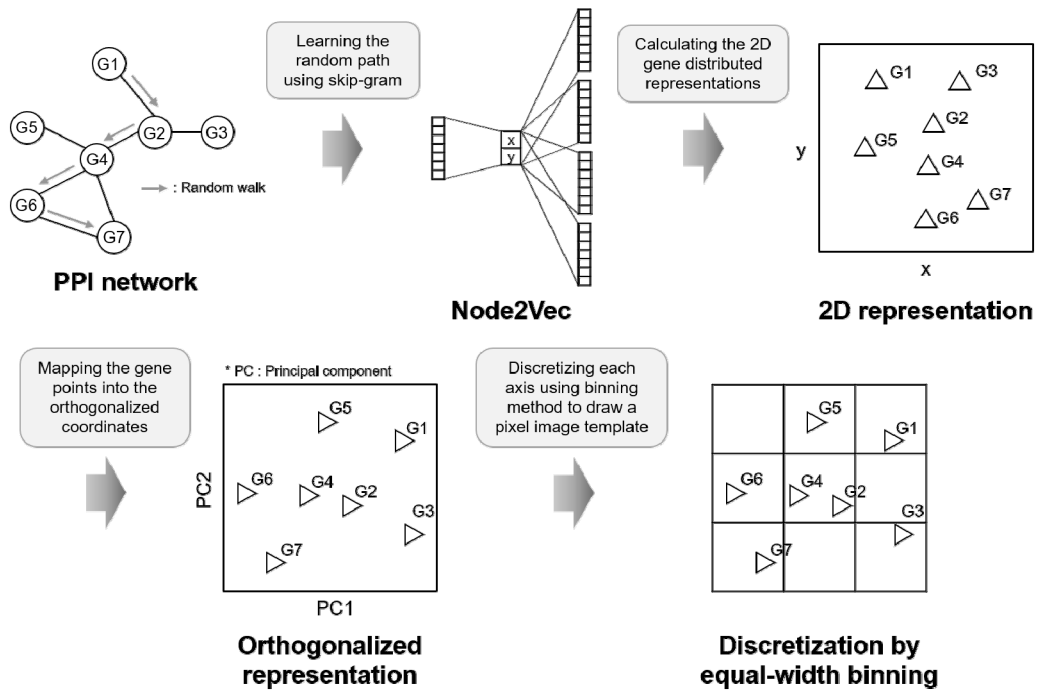 G1
G5
G2
G3
G4
G6
G7
: Random walk
PPI network
Learning the
random path
using skip-gram
x
y
Node2Vec
Calculating the 2D
gene distributed
representations
G1
G3
G2
G5
G4
G7
G6
y
x
2D representation
Mapping the gene
points into the
orthogonalized
coordinates
* PC : Principal component
G5
G1
G6
G4
G2
G3
G7
PC2
PC1
Orthogonalized
representation
Discretizing each
axis using binning
method to draw a
pixel image template
G5
G1
G6
G4
G2
G3
G7
Discretization by
equal-width binning